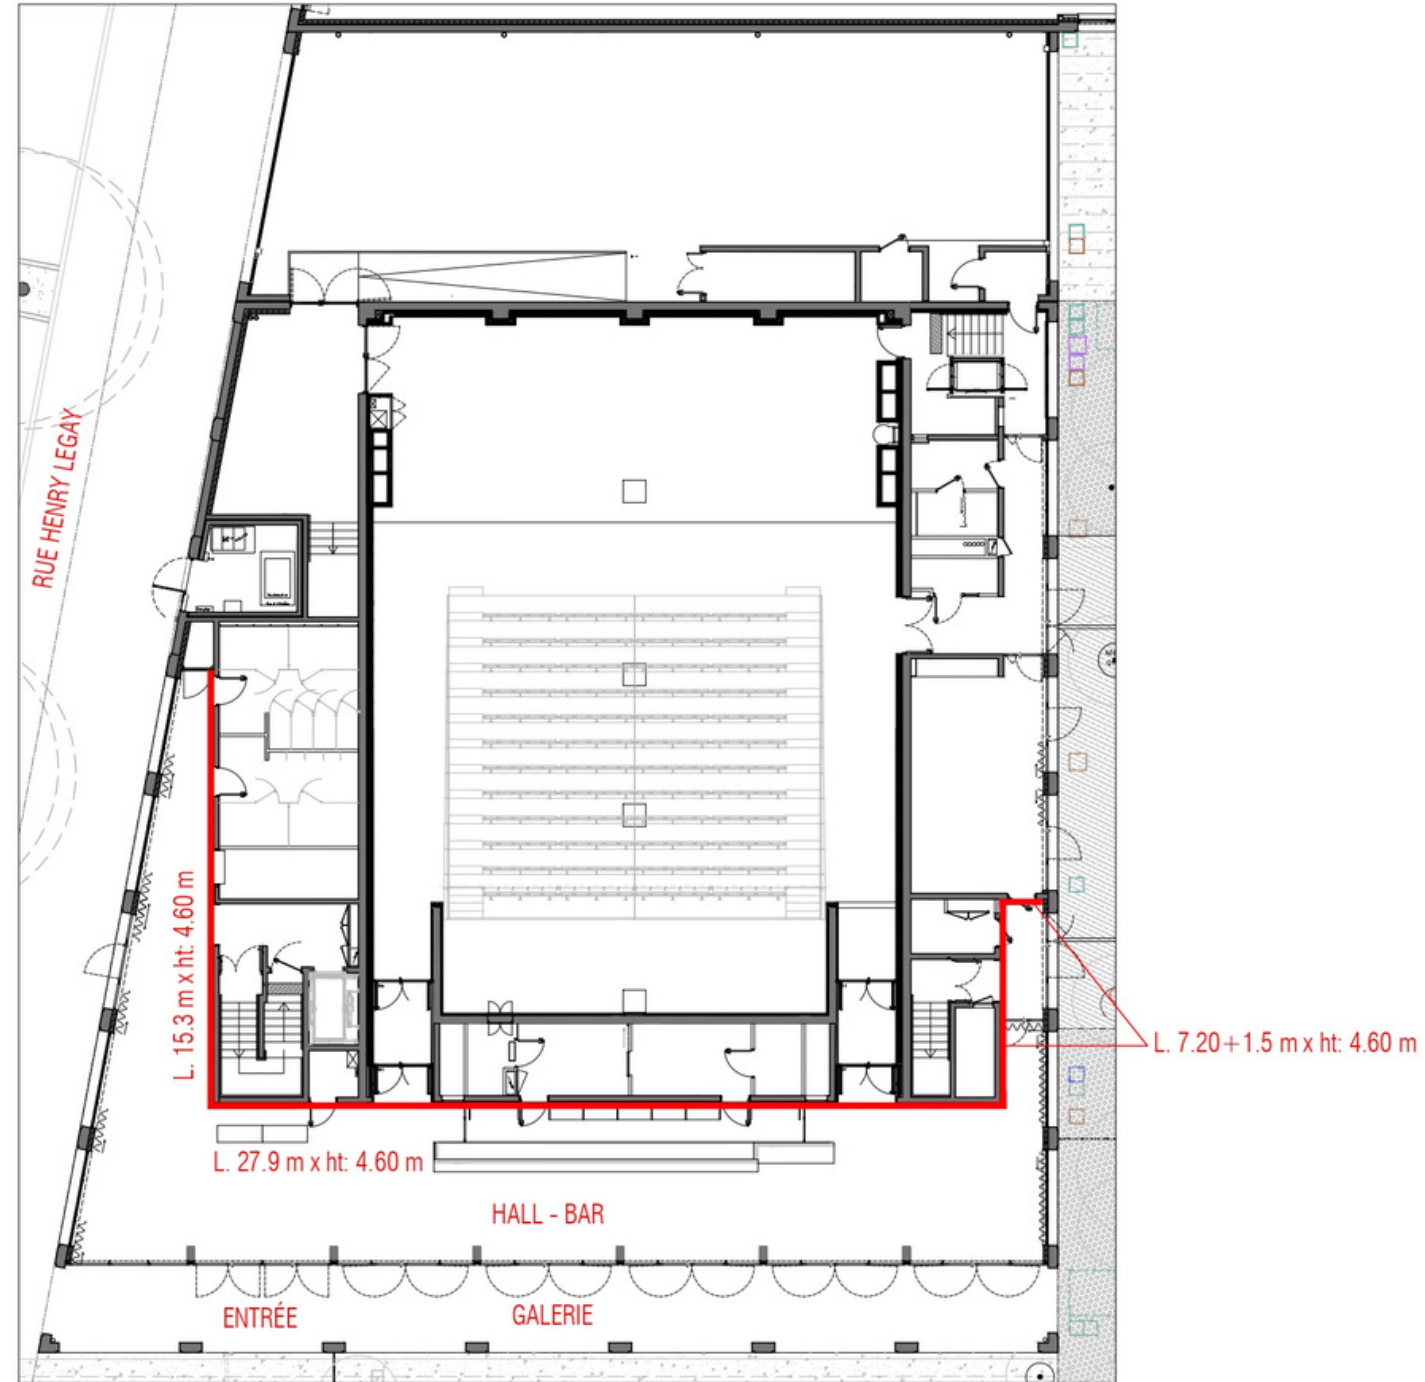 RUE HENRY LEGAY
L. 15.3 m x ht: 4.60 m
L. 7.20+1.5 m x ht: 4.60 m
L. 27.9 m x ht: 4.60 m
HALL - BAR
ENTRÉE
GALERIE